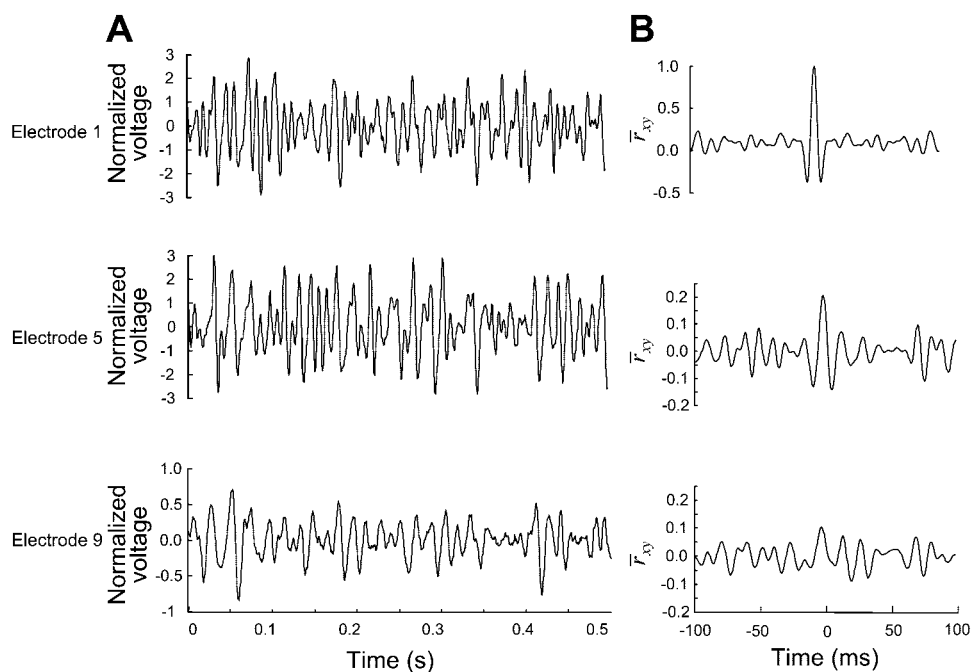 A
B
Electrode 1
Normalized
voltage
3
2
1
0
-1
-2
-3
r̅xy
1.0
0.5
0.0
-0.5
Electrode 5
Normalized
voltage
3
2
1
0
-1
-2
-3
r̅xy
0.2
0.1
0.0
-0.1
-0.2
Electrode 9
Normalized
voltage
1.0
0.5
0.0
-0.5
-1
r̅xy
0.2
0.1
0.0
-0.1
-0.2
0 0.1 0.2 0.3 0.4 0.5
-100 -50 0 50 100
Time (s)
Time (ms)